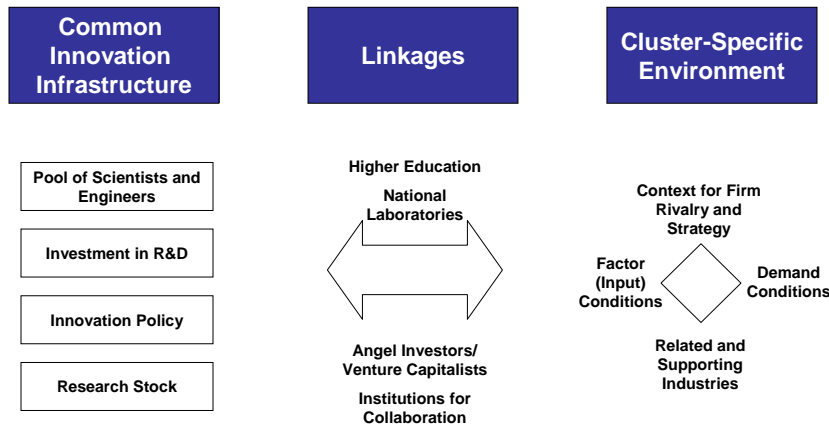 Common
Innovation
Infrastructure
Linkages
Cluster-Specific
Environment
Pool of Scientists and
Engineers
Investment in R&D
Innovation Policy
Research Stock
Higher Education
National
Laboratories
Angel Investors/
Venture Capitalists
Institutions for
Collaboration
Context for Firm
Rivalry and
Strategy
Factor
(Input)
Conditions
Demand
Conditions
Related and
Supporting
Industries